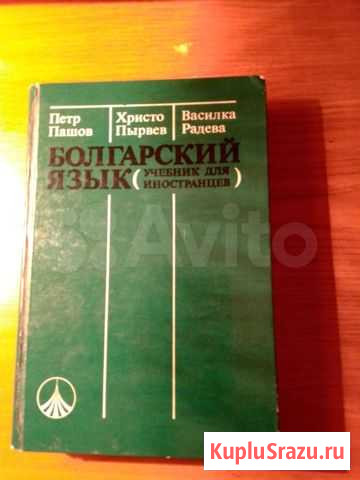 Петр
Пашов
Христо
Пырвев
Василка
Радева
БОЛГАРСКИЙ
ЯЗЫК (УЧЕБНИК ДЛЯ
ИНОСТРАНЦЕВ)
Avito
KupluSrazu.ru